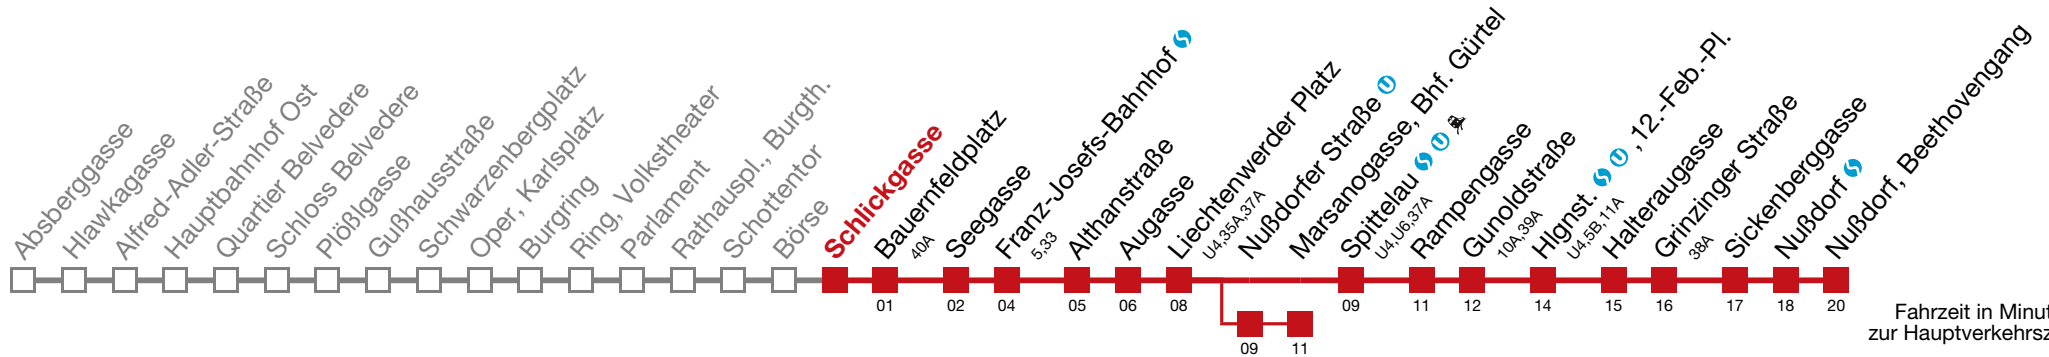 Absberggasse
Hlawkagasse
Alfred-Adler-Straße
Hauptbahnhof Ost
Quartier Belvedere
Schloss Belvedere
Plößlgasse
Gußhausstraße
Schwarzenbergplatz
Oper, Karlsplatz
Burgring
Ring, Volkstheater
Parlament
Rathauspl., Burgth.
Schottentor
Börse
Schlickgasse
Bauernfeldplatz
40A
Seegasse
Franz-Josefs-Bahnhof S
5,33
Althanstraße
Augasse
Liechtenwerder Platz
U4,35A,37A
Nußdorfer Straße U
Marsanogasse, Bhf. Gürtel
Spittelau S U
U4,U6,37A
Rampengasse
Gunoldstraße
10A,39A
Hlgnst. S U , 12.-Feb.-Pl.
U4,5B,11A
Halteraugasse
Grinzinger Straße
38A
Sickenberggasse
Nußdorf S
Nußdorf, Beethovengang
01 02 04 05 06 08 09 11 12 14 15 16 17 18 20
09 11
Fahrzeit in Minut
zur Hauptverkehrsz